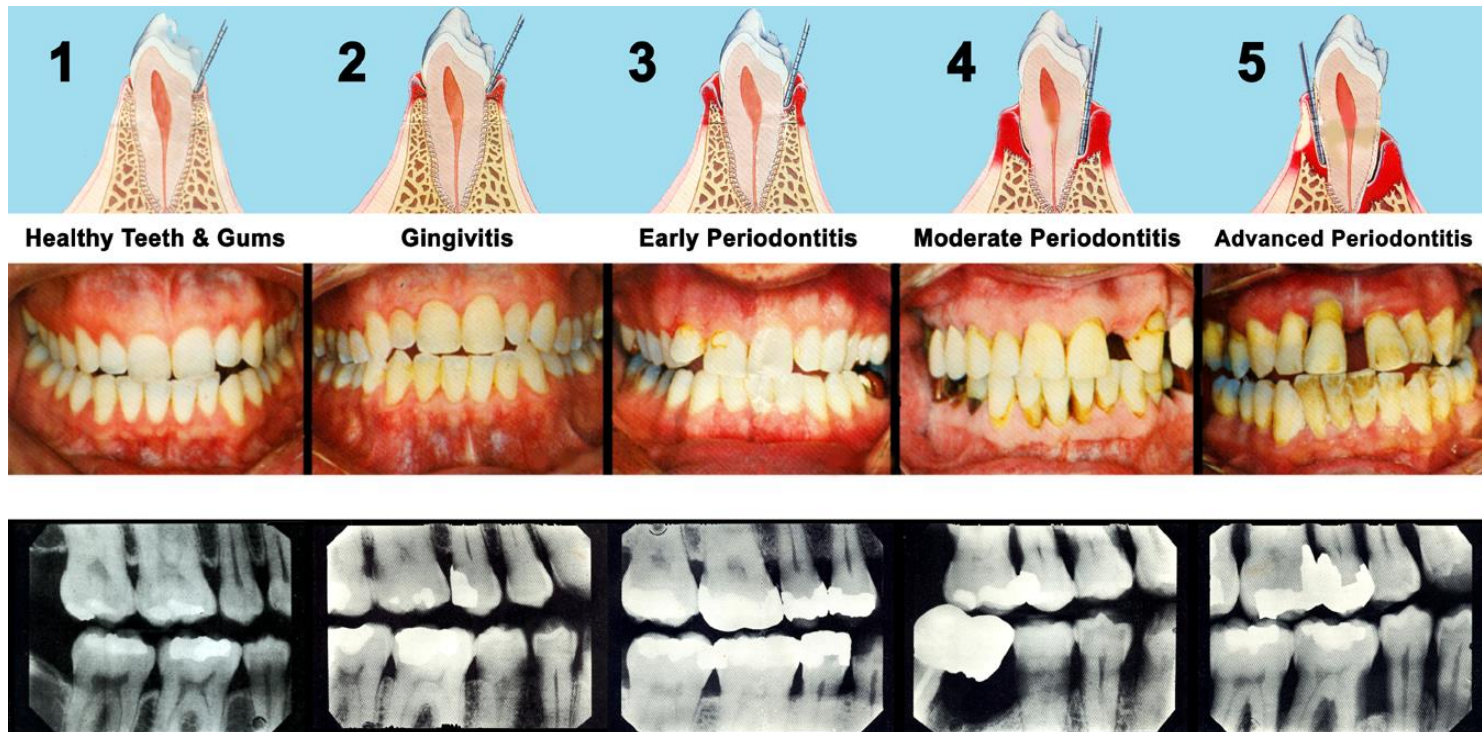 1
2
3
4
5
Healthy Teeth & Gums
Gingivitis
Early Periodontitis
Moderate Periodontitis
Advanced Periodontitis